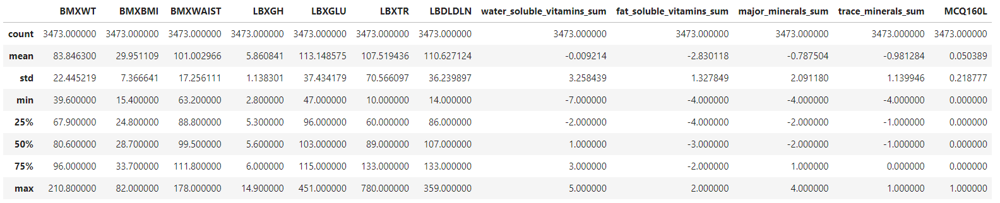 BMXWT BMXBMI BMXWAIST LBXGH LBXGLU LBXTR LBDLDLN water_soluble_vitamins_sum fat_soluble_vitamins_sum major_minerals_sum trace_minerals_sum MCQ160L
count 3473.000000 3473.000000 3473.000000 3473.000000 3473.000000 3473.000000 3473.000000 3473.000000 3473.000000 3473.000000 3473.000000 3473.000000
mean 83.846300 29.951109 101.002966 5.860841 113.148575 107.519436 110.627124 -0.009214 -2.830118 -0.787504 -0.981284 0.050389
std 22.445219 7.366641 17.256111 1.138301 37.434179 70.566097 36.239897 3.258439 1.327849 2.091180 1.139946 0.218777
min 39.600000 15.400000 63.200000 2.800000 47.000000 10.000000 14.000000 -7.000000 -4.000000 -4.000000 -4.000000 0.000000
25% 67.900000 24.800000 88.800000 5.300000 96.000000 60.000000 86.000000 -2.000000 -4.000000 -2.000000 -1.000000 0.000000
50% 80.600000 28.700000 99.500000 5.600000 103.000000 89.000000 107.000000 1.000000 -3.000000 -2.000000 -1.000000 0.000000
75% 96.000000 33.700000 111.800000 6.000000 115.000000 133.000000 133.000000 3.000000 -2.000000 1.000000 0.000000 0.000000
max 210.800000 82.000000 178.000000 14.900000 451.000000 780.000000 359.000000 5.000000 2.000000 4.000000 1.000000 1.000000